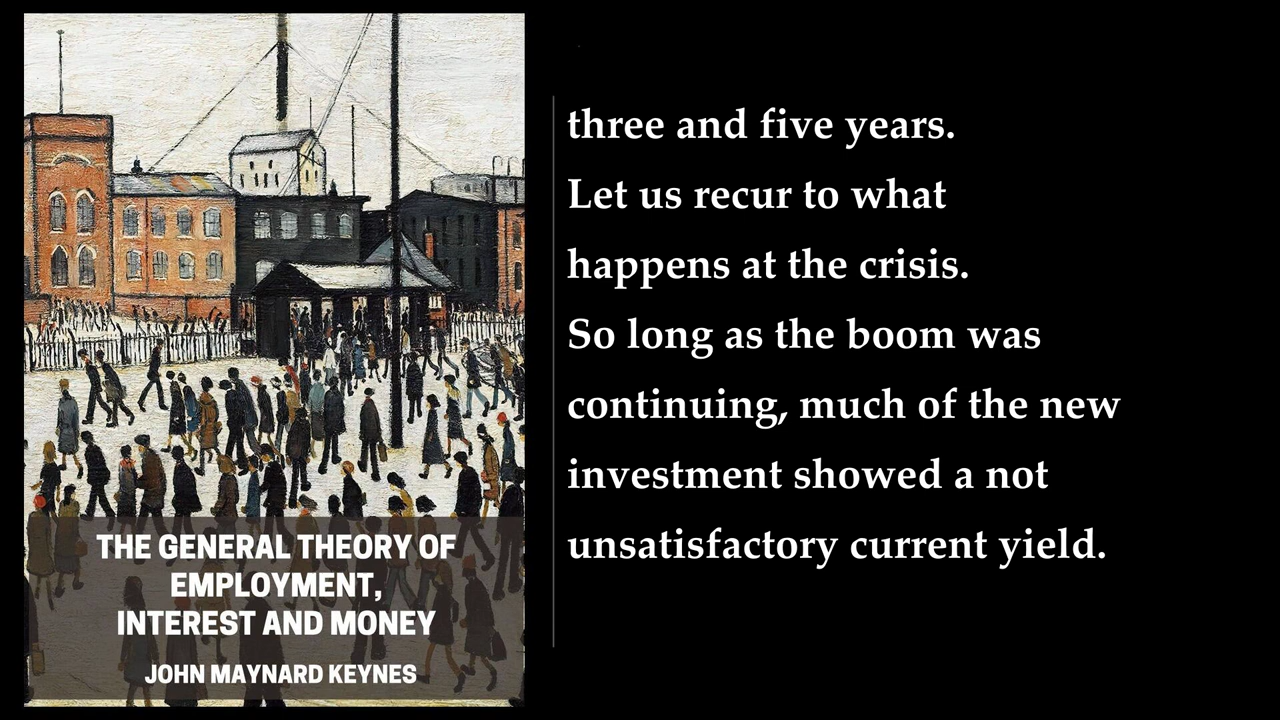 THE GENERAL THEORY OF
EMPLOYMENT,
INTEREST AND MONEY
JOHN MAYNARD KEYNES
three and five years.
Let us recur to what
happens at the crisis.
So long as the boom was
continuing, much of the new
investment showed a not
unsatisfactory current yield.